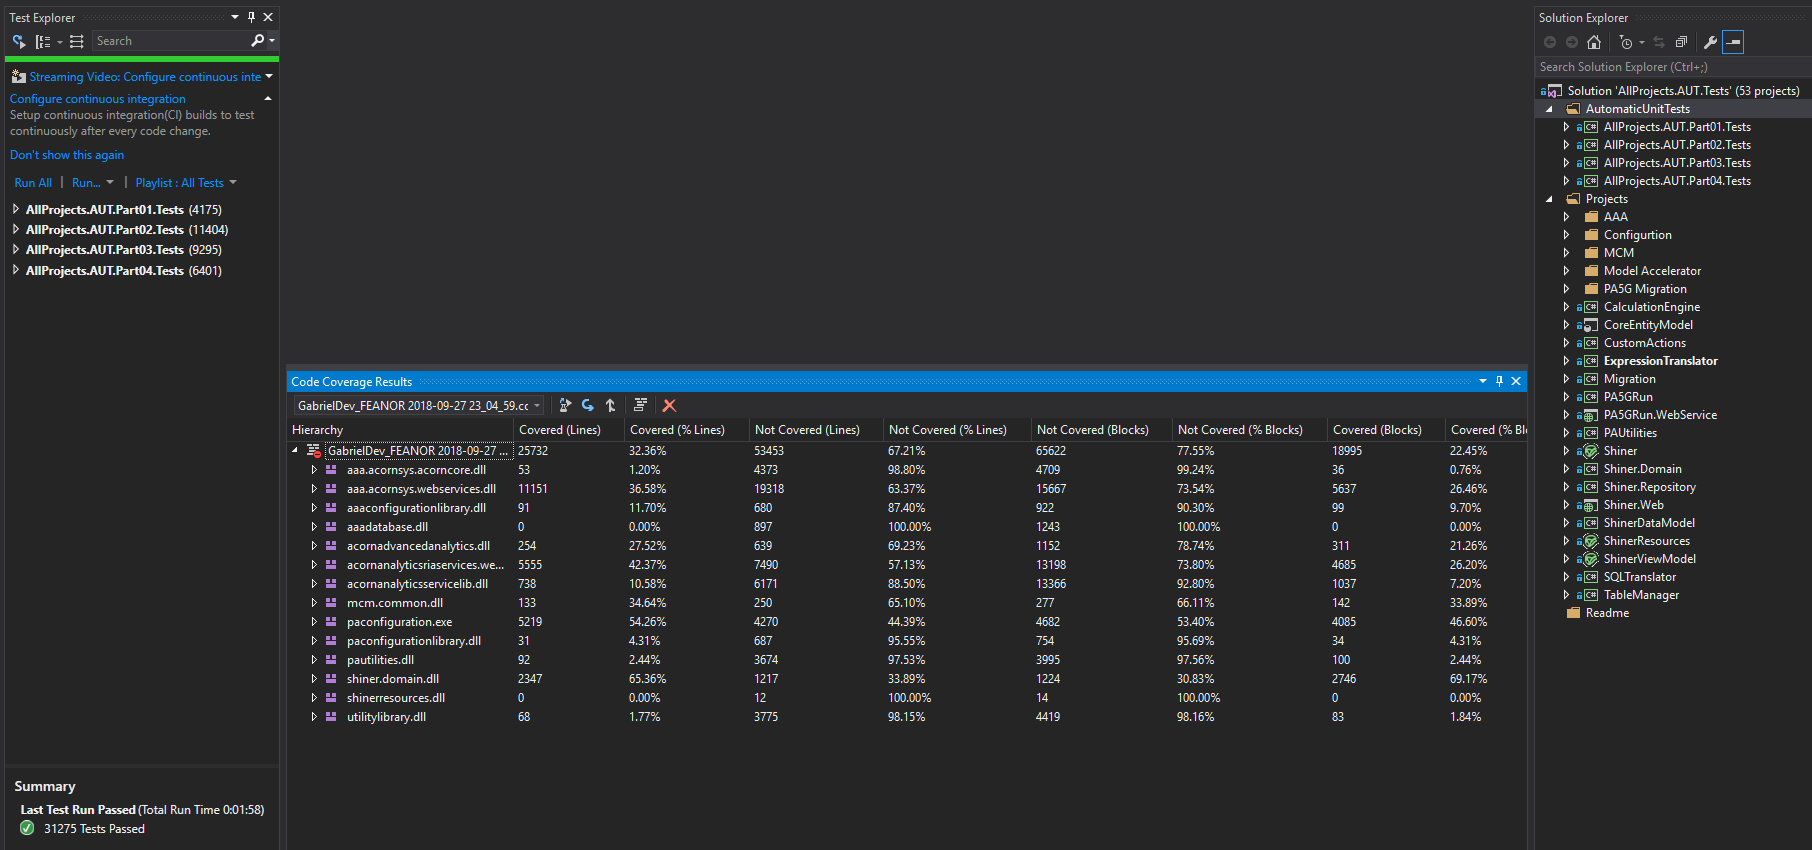 Test Explorer
Search
Streaming Video: Configure continuous inte
Configure continuous integration
Setup continuous integration(CI) builds to test
continuously after every code change.
Don't show this again
Run All | Run... | Playlist : All Tests
AllProjects.AUT.Part01.Tests (4175)
AllProjects.AUT.Part02.Tests (11404)
AllProjects.AUT.Part03.Tests (9295)
AllProjects.AUT.Part04.Tests (6401)
Summary
Last Test Run Passed (Total Run Time 0:01:58)
31275 Tests Passed
Code Coverage Results
GabrielDev_FEANOR 2018-09-27 23_04_59.cc
Hierarchy Covered (Lines) Covered (% Lines) Not Covered (Lines) Not Covered (% Lines) Not Covered (Blocks) Not Covered (% Blocks) Covered (Blocks) Covered (% Bl
GabrielDev_FEANOR 2018-09-27 ... 25732 32.36% 53453 67.21% 65622 77.55% 18995 22.45%
aaa.acornsys.acorncore.dll 53 1.20% 4373 98.80% 4709 99.24% 36 0.76%
aaa.acornsys.webservices.dll 11151 36.58% 19318 63.37% 15667 73.54% 5637 26.46%
aaaconfigurationlibrary.dll 91 11.70% 680 87.40% 922 90.30% 99 9.70%
aaadatabase.dll 0 0.00% 897 100.00% 1243 100.00% 0 0.00%
acornadvancedanalytics.dll 254 27.52% 639 69.23% 1152 78.74% 311 21.26%
acornanalyticsriaservices.we... 5555 42.37% 7490 57.13% 13198 73.80% 4685 26.20%
acornanalyticsservicelib.dll 738 10.58% 6171 88.50% 13366 92.80% 1037 7.20%
mcm.common.dll 133 34.64% 250 65.10% 277 66.11% 142 33.89%
paconfiguration.exe 5219 54.26% 4270 44.39% 4682 53.40% 4085 46.60%
paconfigurationlibrary.dll 31 4.31% 687 95.55% 754 95.69% 34 4.31%
pautilities.dll 92 2.44% 3674 97.53% 3995 97.56% 100 2.44%
shiner.domain.dll 2347 65.36% 1217 33.89% 1224 30.83% 2746 69.17%
shinerresources.dll 0 0.00% 12 100.00% 14 100.00% 0 0.00%
utilitylibrary.dll 68 1.77% 3775 98.15% 4419 98.16% 83 1.84%
Solution Explorer
Search Solution Explorer (Ctrl+;)
Solution 'AllProjects.AUT.Tests' (53 projects)
AutomaticUnitTests
C# AllProjects.AUT.Part01.Tests
C# AllProjects.AUT.Part02.Tests
C# AllProjects.AUT.Part03.Tests
C# AllProjects.AUT.Part04.Tests
Projects
AAA
Configurtion
MCM
Model Accelerator
PA5G Migration
C# CalculationEngine
CoreEntityModel
C# CustomActions
C# ExpressionTranslator
C# Migration
C# PA5GRun
PA5GRun.WebService
C# PAUtilities
Shiner
C# Shiner.Domain
C# Shiner.Repository
Shiner.Web
C# ShinerDataModel
ShinerResources
ShinerViewModel
C# SQLTranslator
C# TableManager
Readme